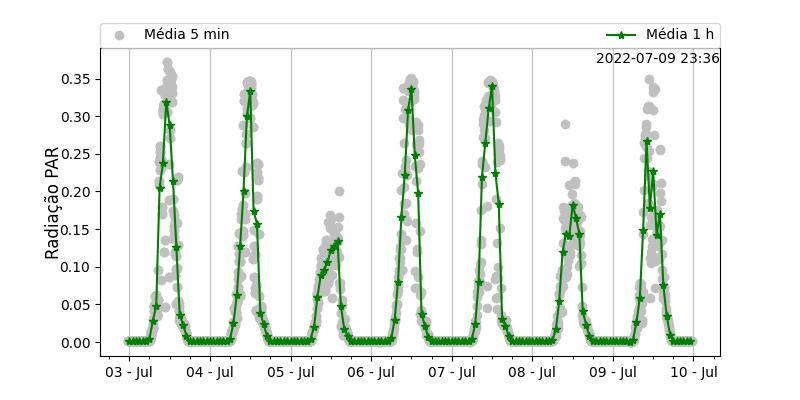 Média 5 min
Média 1 h
2022-07-09 23:36
Radiação PAR
0.35
0.30
0.25
0.20
0.15
0.10
0.05
0.00
03 - Jul
04 - Jul
05 - Jul
06 - Jul
07 - Jul
08 - Jul
09 - Jul
10 - Jul